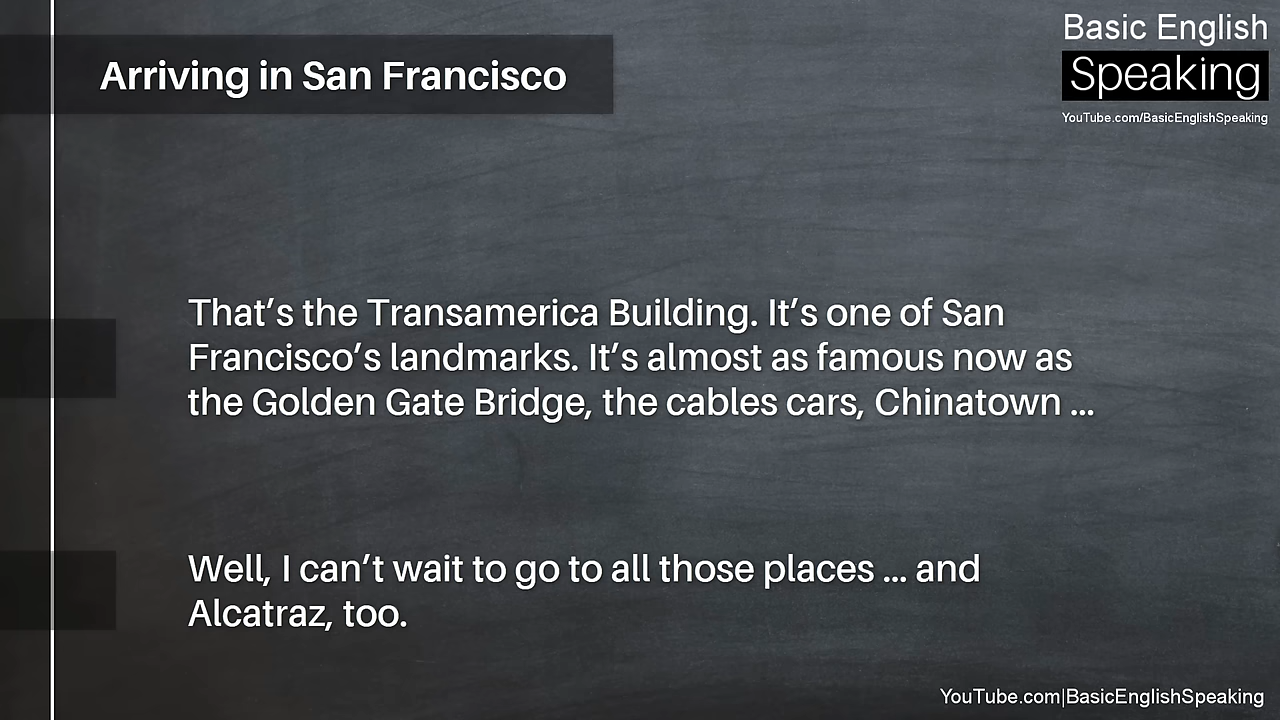 Basic English
Arriving in San Francisco
Speaking
YouTube.com/BasicEnglishSpeaking
That’s the Transamerica Building. It’s one of San
Francisco’s landmarks. It’s almost as famous now as
the Golden Gate Bridge, the cables cars, Chinatown ...
Well, I can’t wait to go to all those places ... and
Alcatraz, too.
YouTube.com|BasicEnglishSpeaking